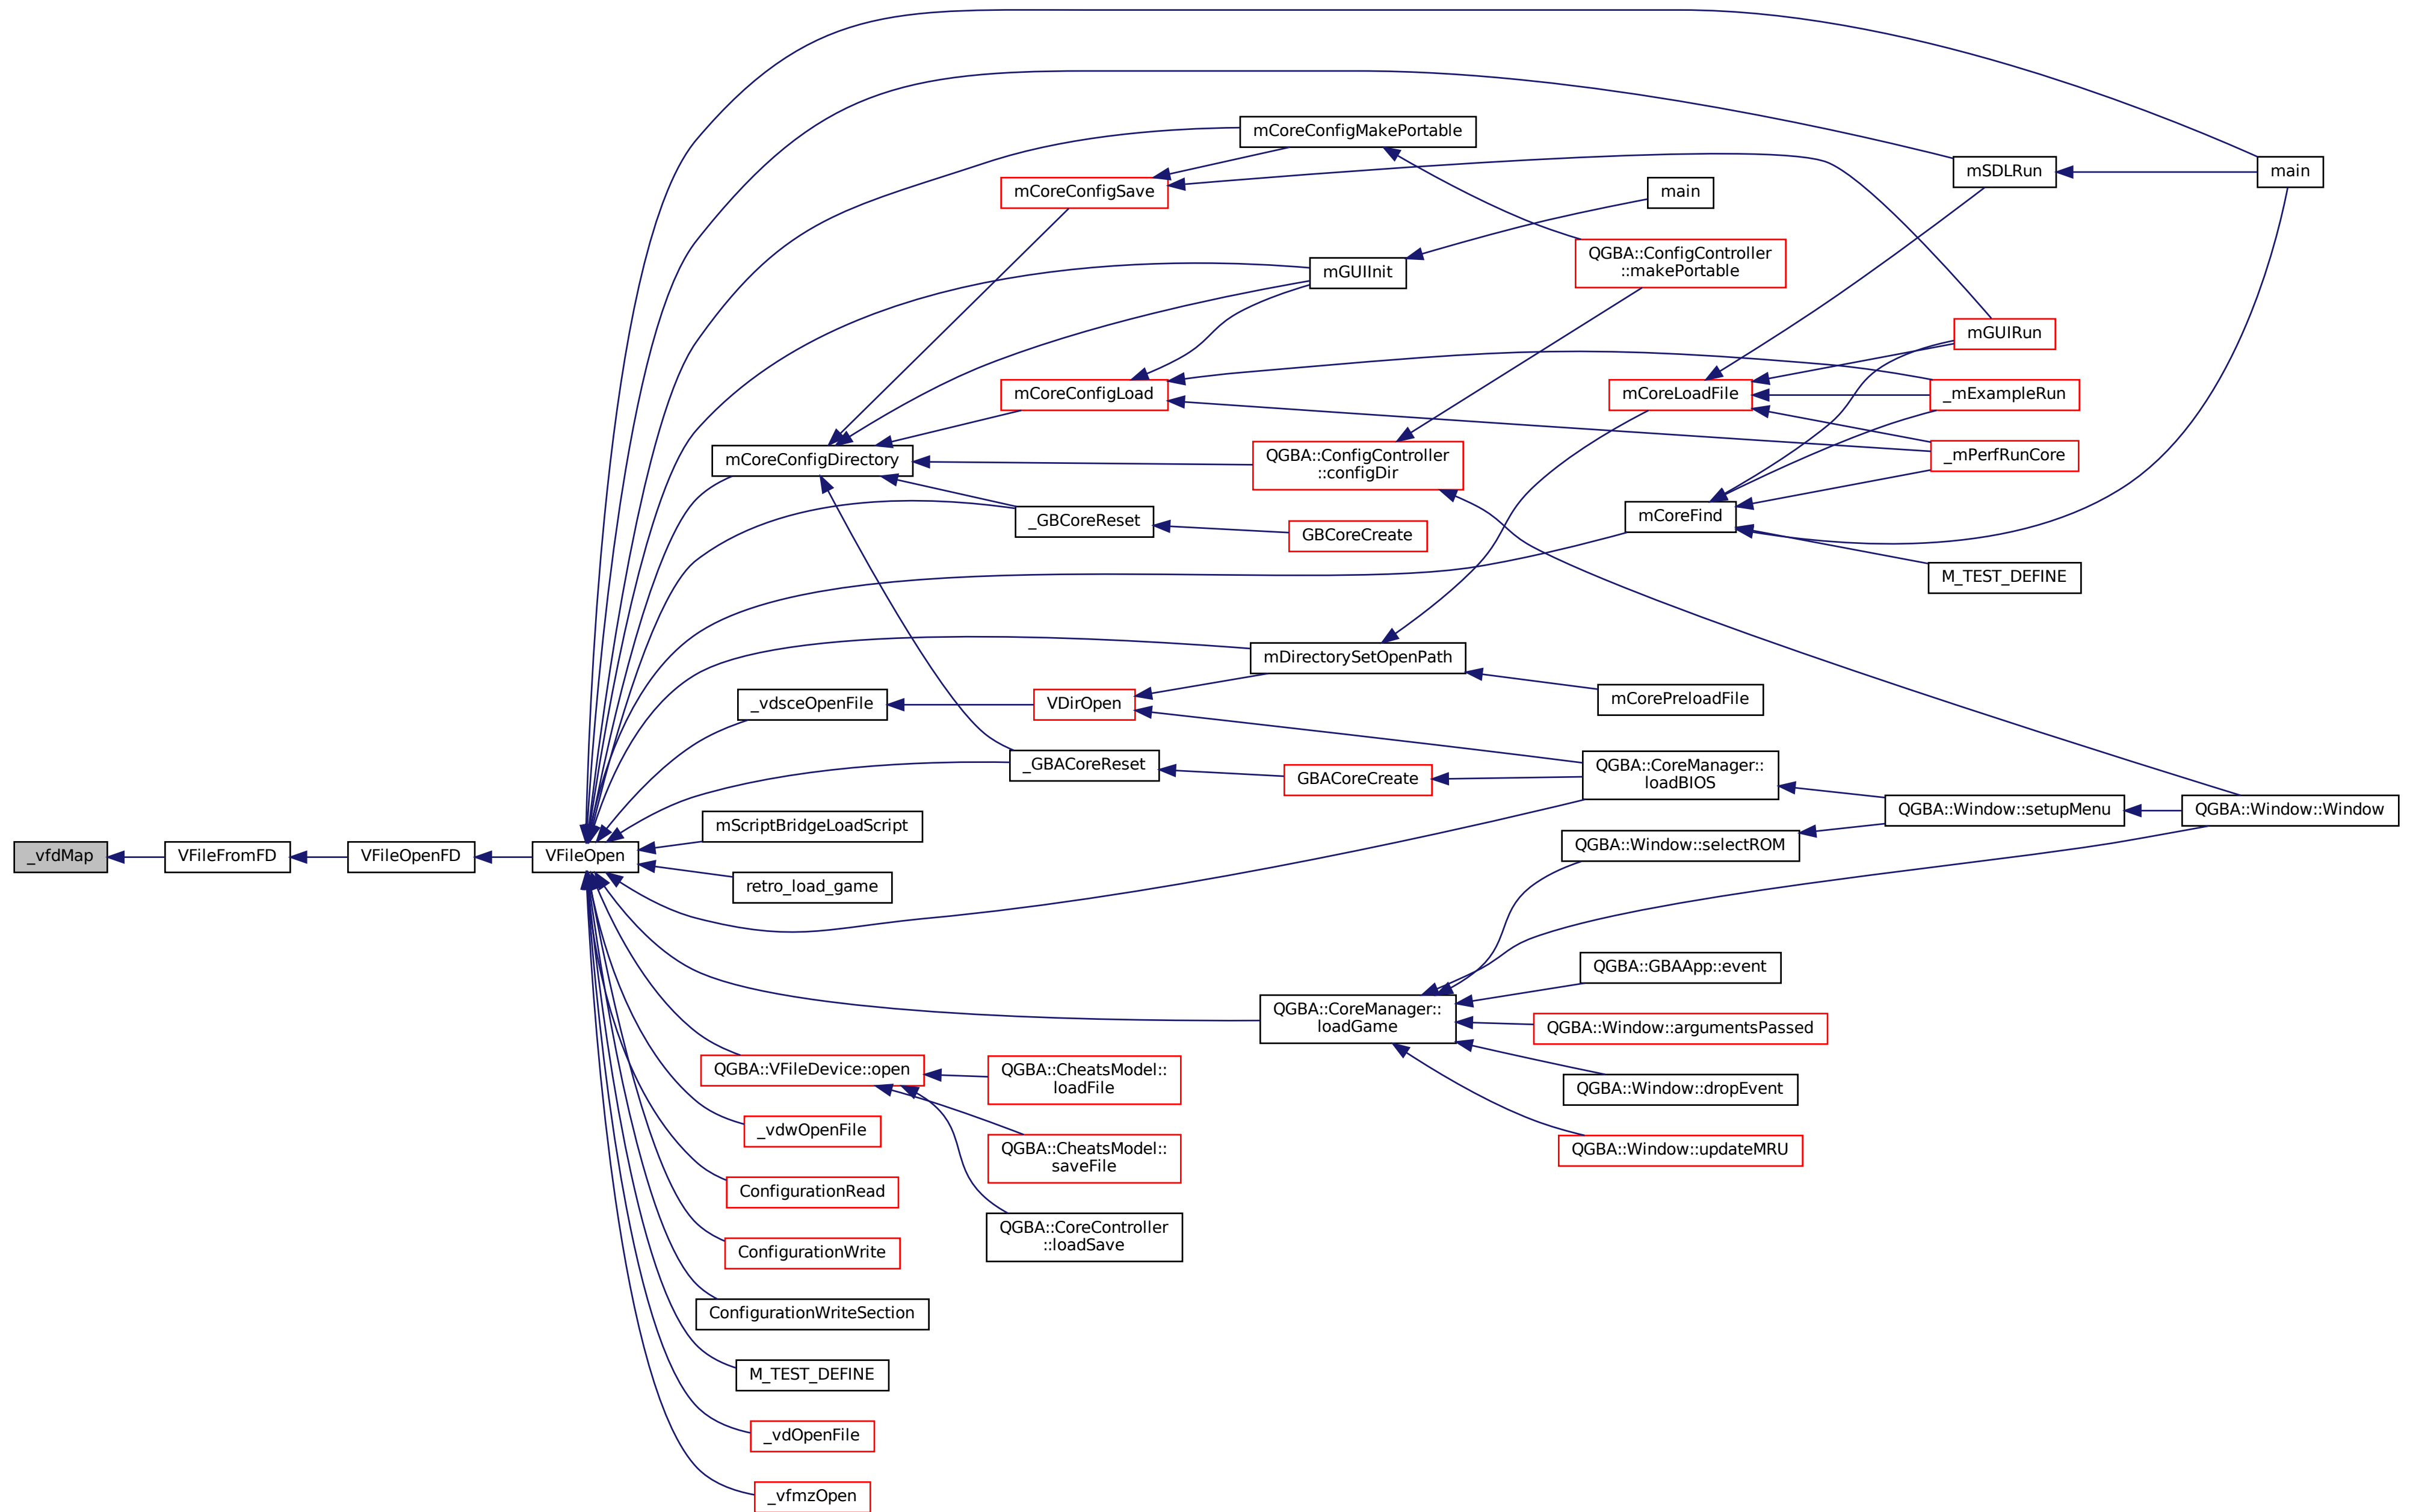 mCoreConfigMakePortable
mSDLRun
main
mCoreConfigSave
main
QGBA::ConfigController
::makePortable
mGUIInit
mGUIRun
mCoreConfigLoad
mCoreLoadFile
_mExampleRun
mCoreConfigDirectory
QGBA::ConfigController
::configDir
_mPerfRunCore
_GBCoreReset
GBCoreCreate
mCoreFind
M_TEST_DEFINE
mDirectorySetOpenPath
_vdsceOpenFile
VDirOpen
mCorePreloadFile
_GBACoreReset
GBACoreCreate
QGBA::CoreManager::
loadBIOS
QGBA::Window::setupMenu
QGBA::Window::Window
mScriptBridgeLoadScript
QGBA::Window::selectROM
_vfdMap
VFileFromFD
VFileOpenFD
VFileOpen
retro_load_game
QGBA::GBAApp::event
QGBA::CoreManager::
loadGame
QGBA::Window::argumentsPassed
QGBA::VFileDevice::open
QGBA::CheatsModel::
loadFile
QGBA::Window::dropEvent
_vdwOpenFile
QGBA::CheatsModel::
saveFile
QGBA::Window::updateMRU
ConfigurationRead
QGBA::CoreController
::loadSave
ConfigurationWrite
ConfigurationWriteSection
M_TEST_DEFINE
_vdOpenFile
_vfmzOpen